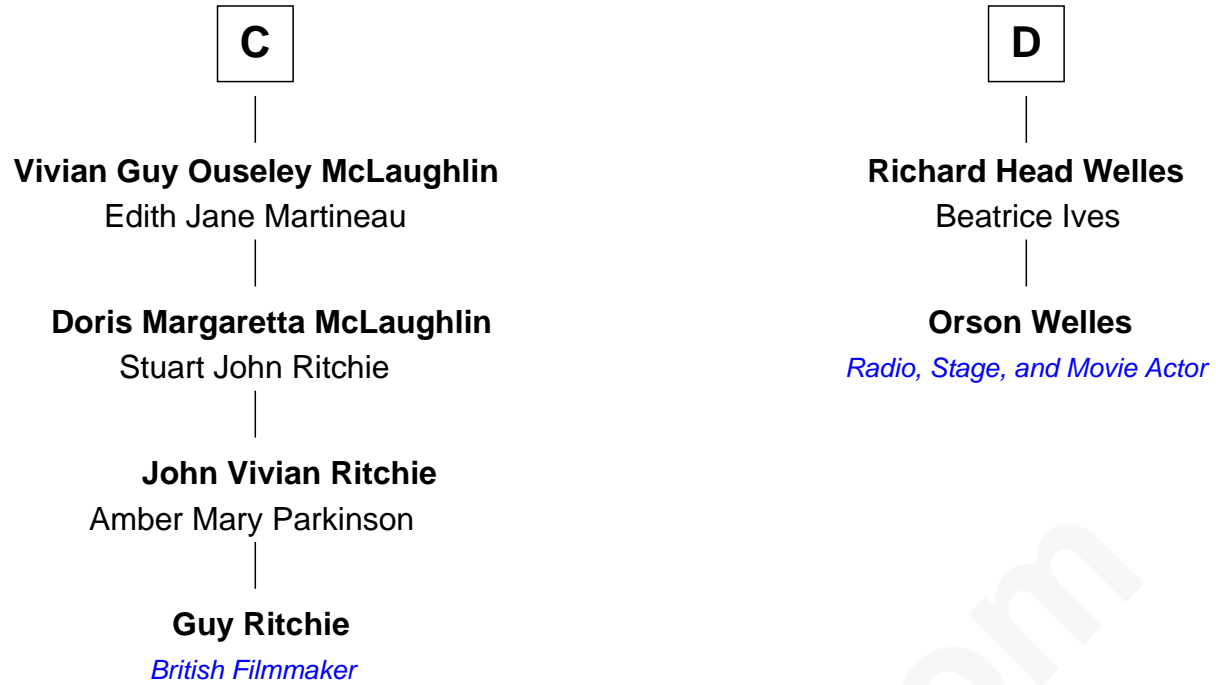 C
Vivian Guy Ouseley McLaughlin
Edith Jane Martineau
Doris Margaretta McLaughlin
Stuart John Ritchie
John Vivian Ritchie
Amber Mary Parkinson
Guy Ritchie
British Filmmaker
D
Richard Head Welles
Beatrice Ives
Orson Welles
Radio, Stage, and Movie Actor
om